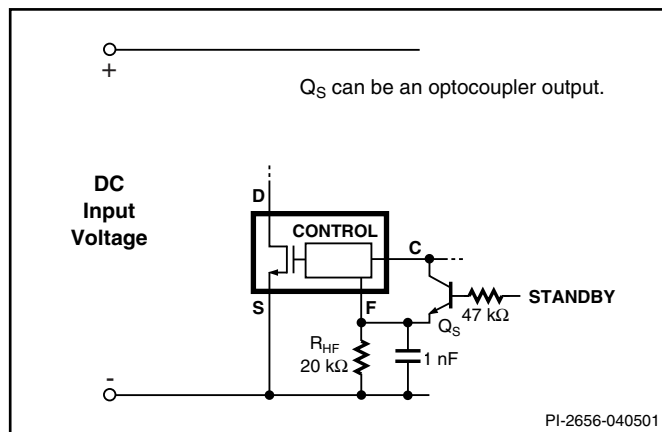 +
Q_S can be an optocoupler output.
DC
Input
Voltage
D
CONTROL
C
S
F
STANDBY
47 kΩ
Q_S
R_HF
20 kΩ
1 nF
-
PI-2656-040501